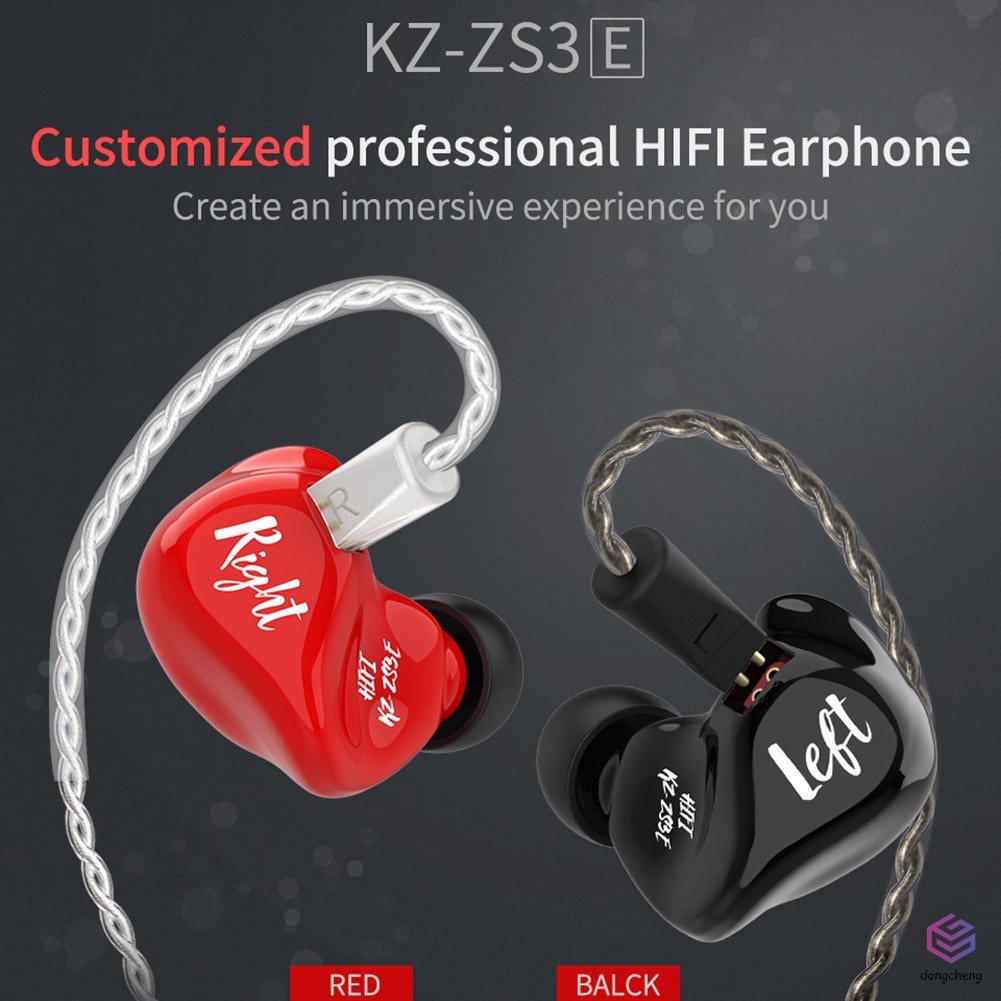 KZ-ZS3 E
Customized professional HIFI Earphone
Create an immersive experience for you
R
Right
HIFI
KZ-ZS3E
Left
HIFI
KZ-ZS3E
RED
BALCK
dongcheng